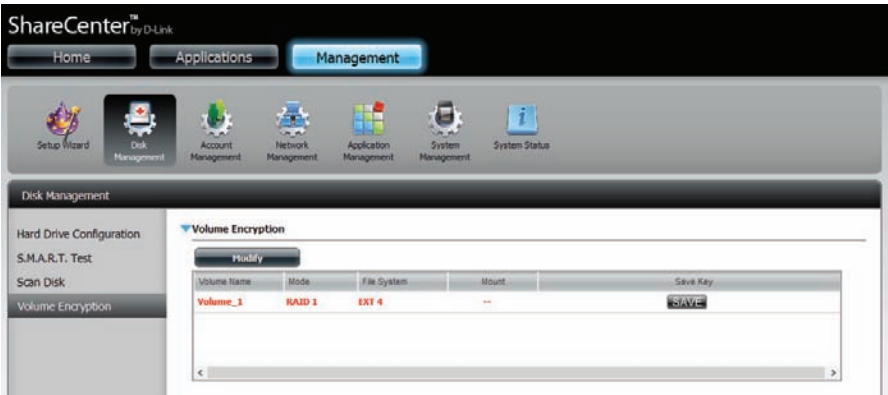 ShareCenter™ by D-Link
Home Applications Management
Setup Wizard Disk Management Account Management Network Management Application Management System Management System Status
Disk Management
Hard Drive Configuration
S.M.A.R.T. Test
Scan Disk
Volume Encryption
Volume Encryption
Modify
Volume Name Mode File System Mount Save Key
Volume_1 RAID 1 EXT 4 -- SAVE